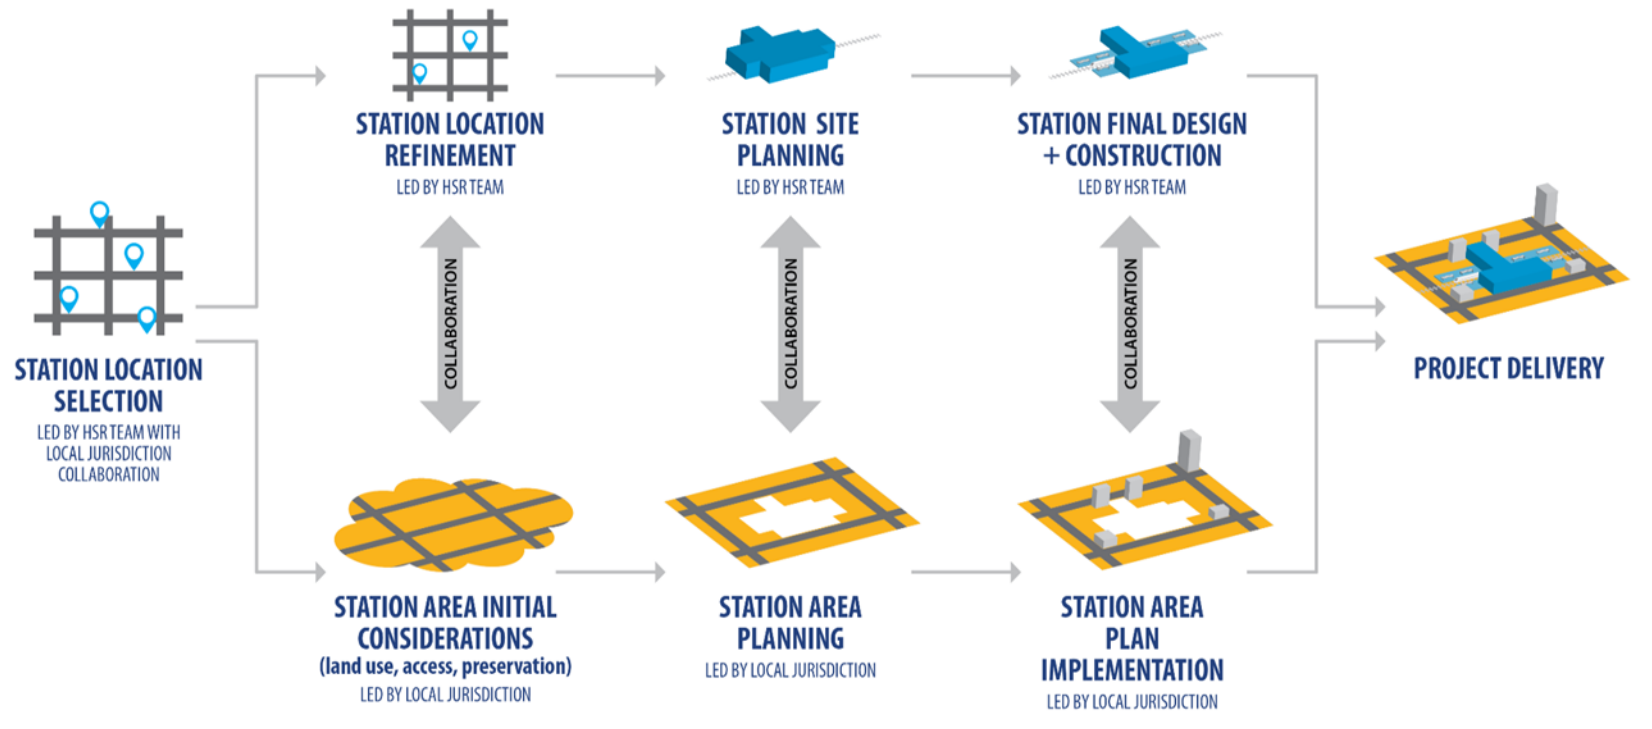 STATION LOCATION
SELECTION
LED BY HSR TEAM WITH
LOCAL JURISDICTION
COLLABORATION
STATION LOCATION
REFINEMENT
LED BY HSR TEAM
STATION SITE
PLANNING
LED BY HSR TEAM
STATION FINAL DESIGN
+ CONSTRUCTION
LED BY HSR TEAM
COLLABORATION
COLLABORATION
COLLABORATION
STATION AREA INITIAL
CONSIDERATIONS
(land use, access, preservation)
LED BY LOCAL JURISDICTION
STATION AREA
PLANNING
LED BY LOCAL JURISDICTION
STATION AREA
PLAN
IMPLEMENTATION
LED BY LOCAL JURISDICTION
PROJECT DELIVERY